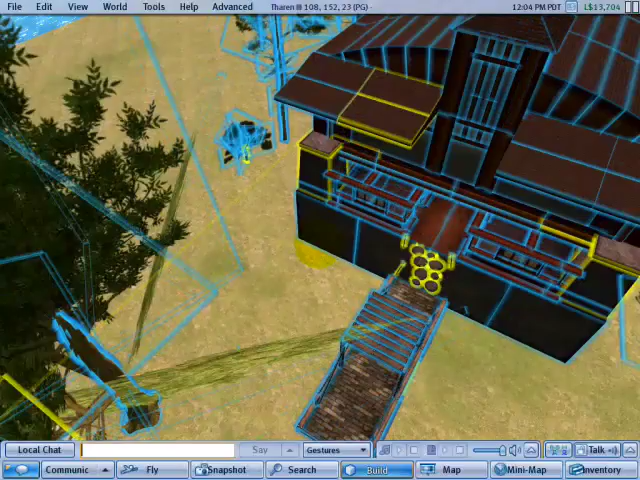 File Edit View World Tools Help Advanced Tharen 108, 152, 23 (PG) - 12:04 PM PDT L$13,704
Local Chat Say Gestures Talk
Communic Fly Snapshot Search Build Map Mini-Map Inventory